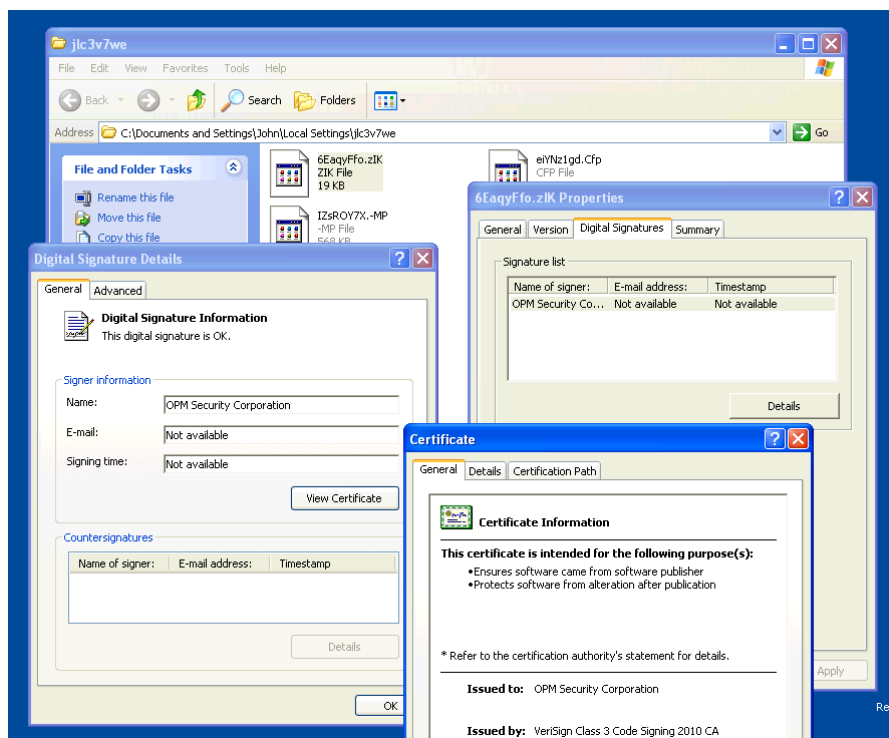 jlc3v7we
File Edit View Favorites Tools Help
Back Search Folders
Address C:\Documents and Settings\John\Local Settings\jlc3v7we Go
File and Folder Tasks
Rename this file
Move this file
Copy this file
6EaqyFfo.zIK
ZIK File
19 KB
eiYNz1gd.Cfp
CFP File
IZsROY7X.-MP
-MP File
568 KB
6EaqyFfo.zIK Properties
General Version Digital Signatures Summary
Signature list
Name of signer: E-mail address: Timestamp
OPM Security Co... Not available Not available
Details
Apply
Digital Signature Details
General Advanced
Digital Signature Information
This digital signature is OK.
Signer information
Name: OPM Security Corporation
E-mail: Not available
Signing time: Not available
View Certificate
Countersignatures
Name of signer: E-mail address: Timestamp
Details
OK
Certificate
General Details Certification Path
Certificate Information
This certificate is intended for the following purpose(s):
•Ensures software came from software publisher
•Protects software from alteration after publication
* Refer to the certification authority's statement for details.
Issued to: OPM Security Corporation
Issued by: VeriSign Class 3 Code Signing 2010 CA
Re